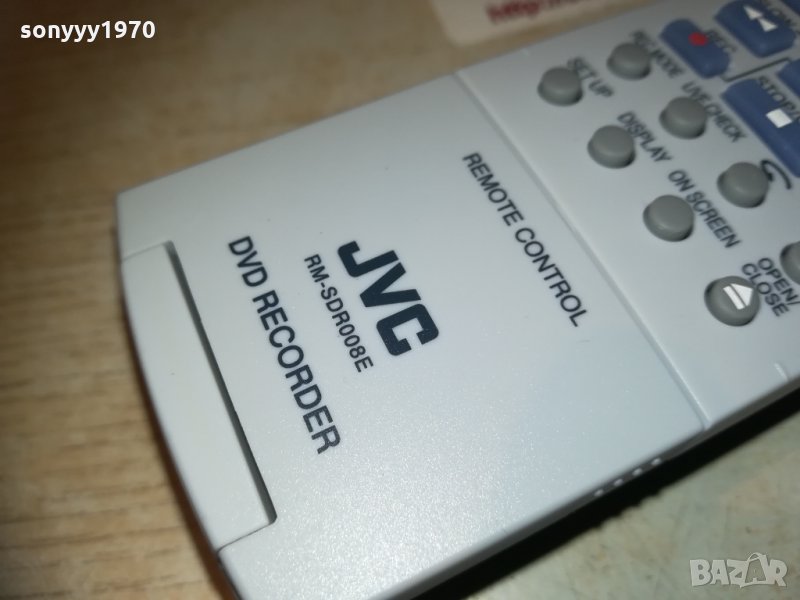 sonyyy1970
REC
REC MODE
SET UP
LIVE CHECK
DISPLAY
ON SCREEN
OPEN/
CLOSE
REMOTE CONTROL
JVC
RM-SDR008E
DVD RECORDER
BAZAR